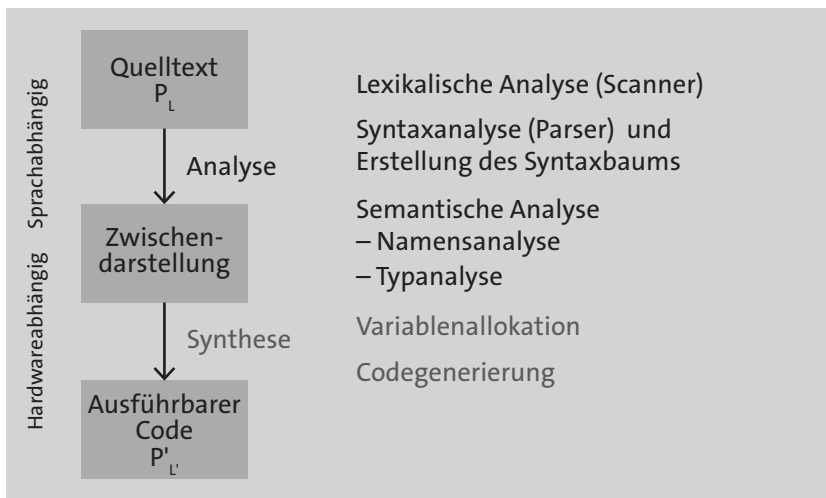 Sprachabhängig
Hardwareabhängig
Quelltext
P_L
Analyse
Zwischen-
darstellung
Synthese
Ausführbarer
Code
P'_L'
Lexikalische Analyse (Scanner)
Syntaxanalyse (Parser) und
Erstellung des Syntaxbaums
Semantische Analyse
– Namensanalyse
– Typanalyse
Variablenallokation
Codegenerierung